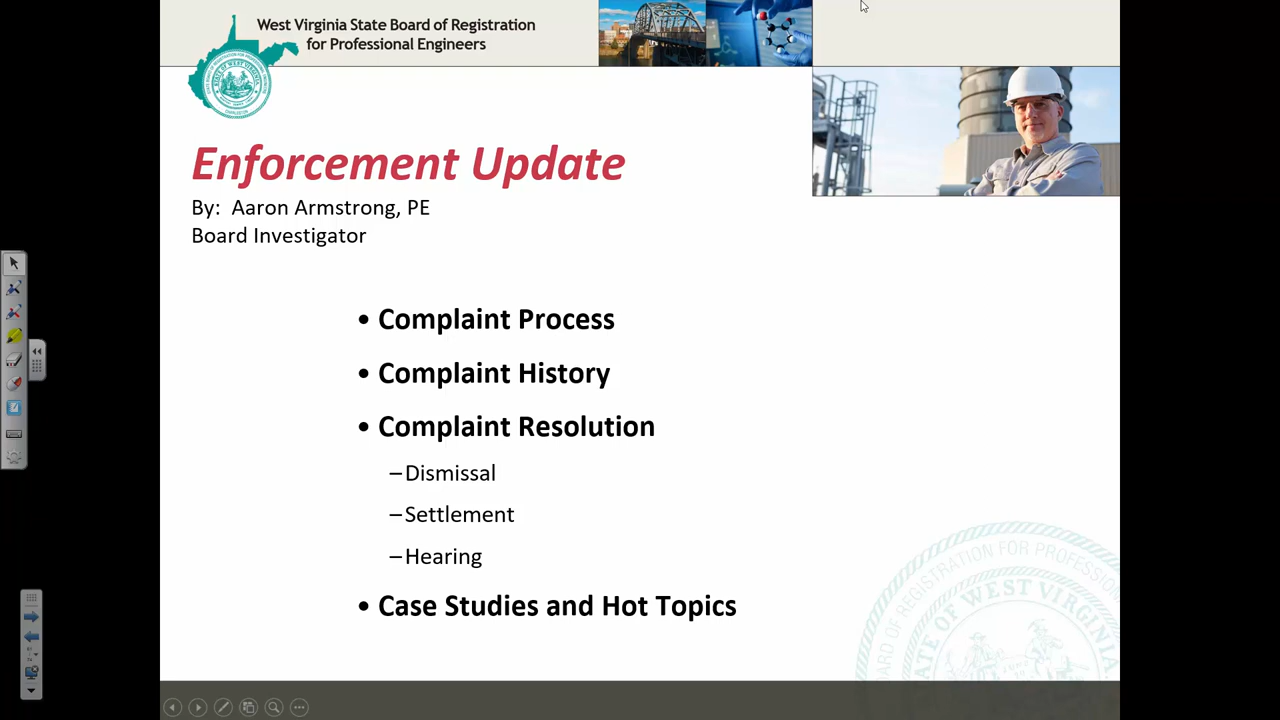 West Virginia State Board of Registration
for Professional Engineers
Enforcement Update
By: Aaron Armstrong, PE
Board Investigator
• Complaint Process
• Complaint History
• Complaint Resolution
–Dismissal
–Settlement
–Hearing
• Case Studies and Hot Topics